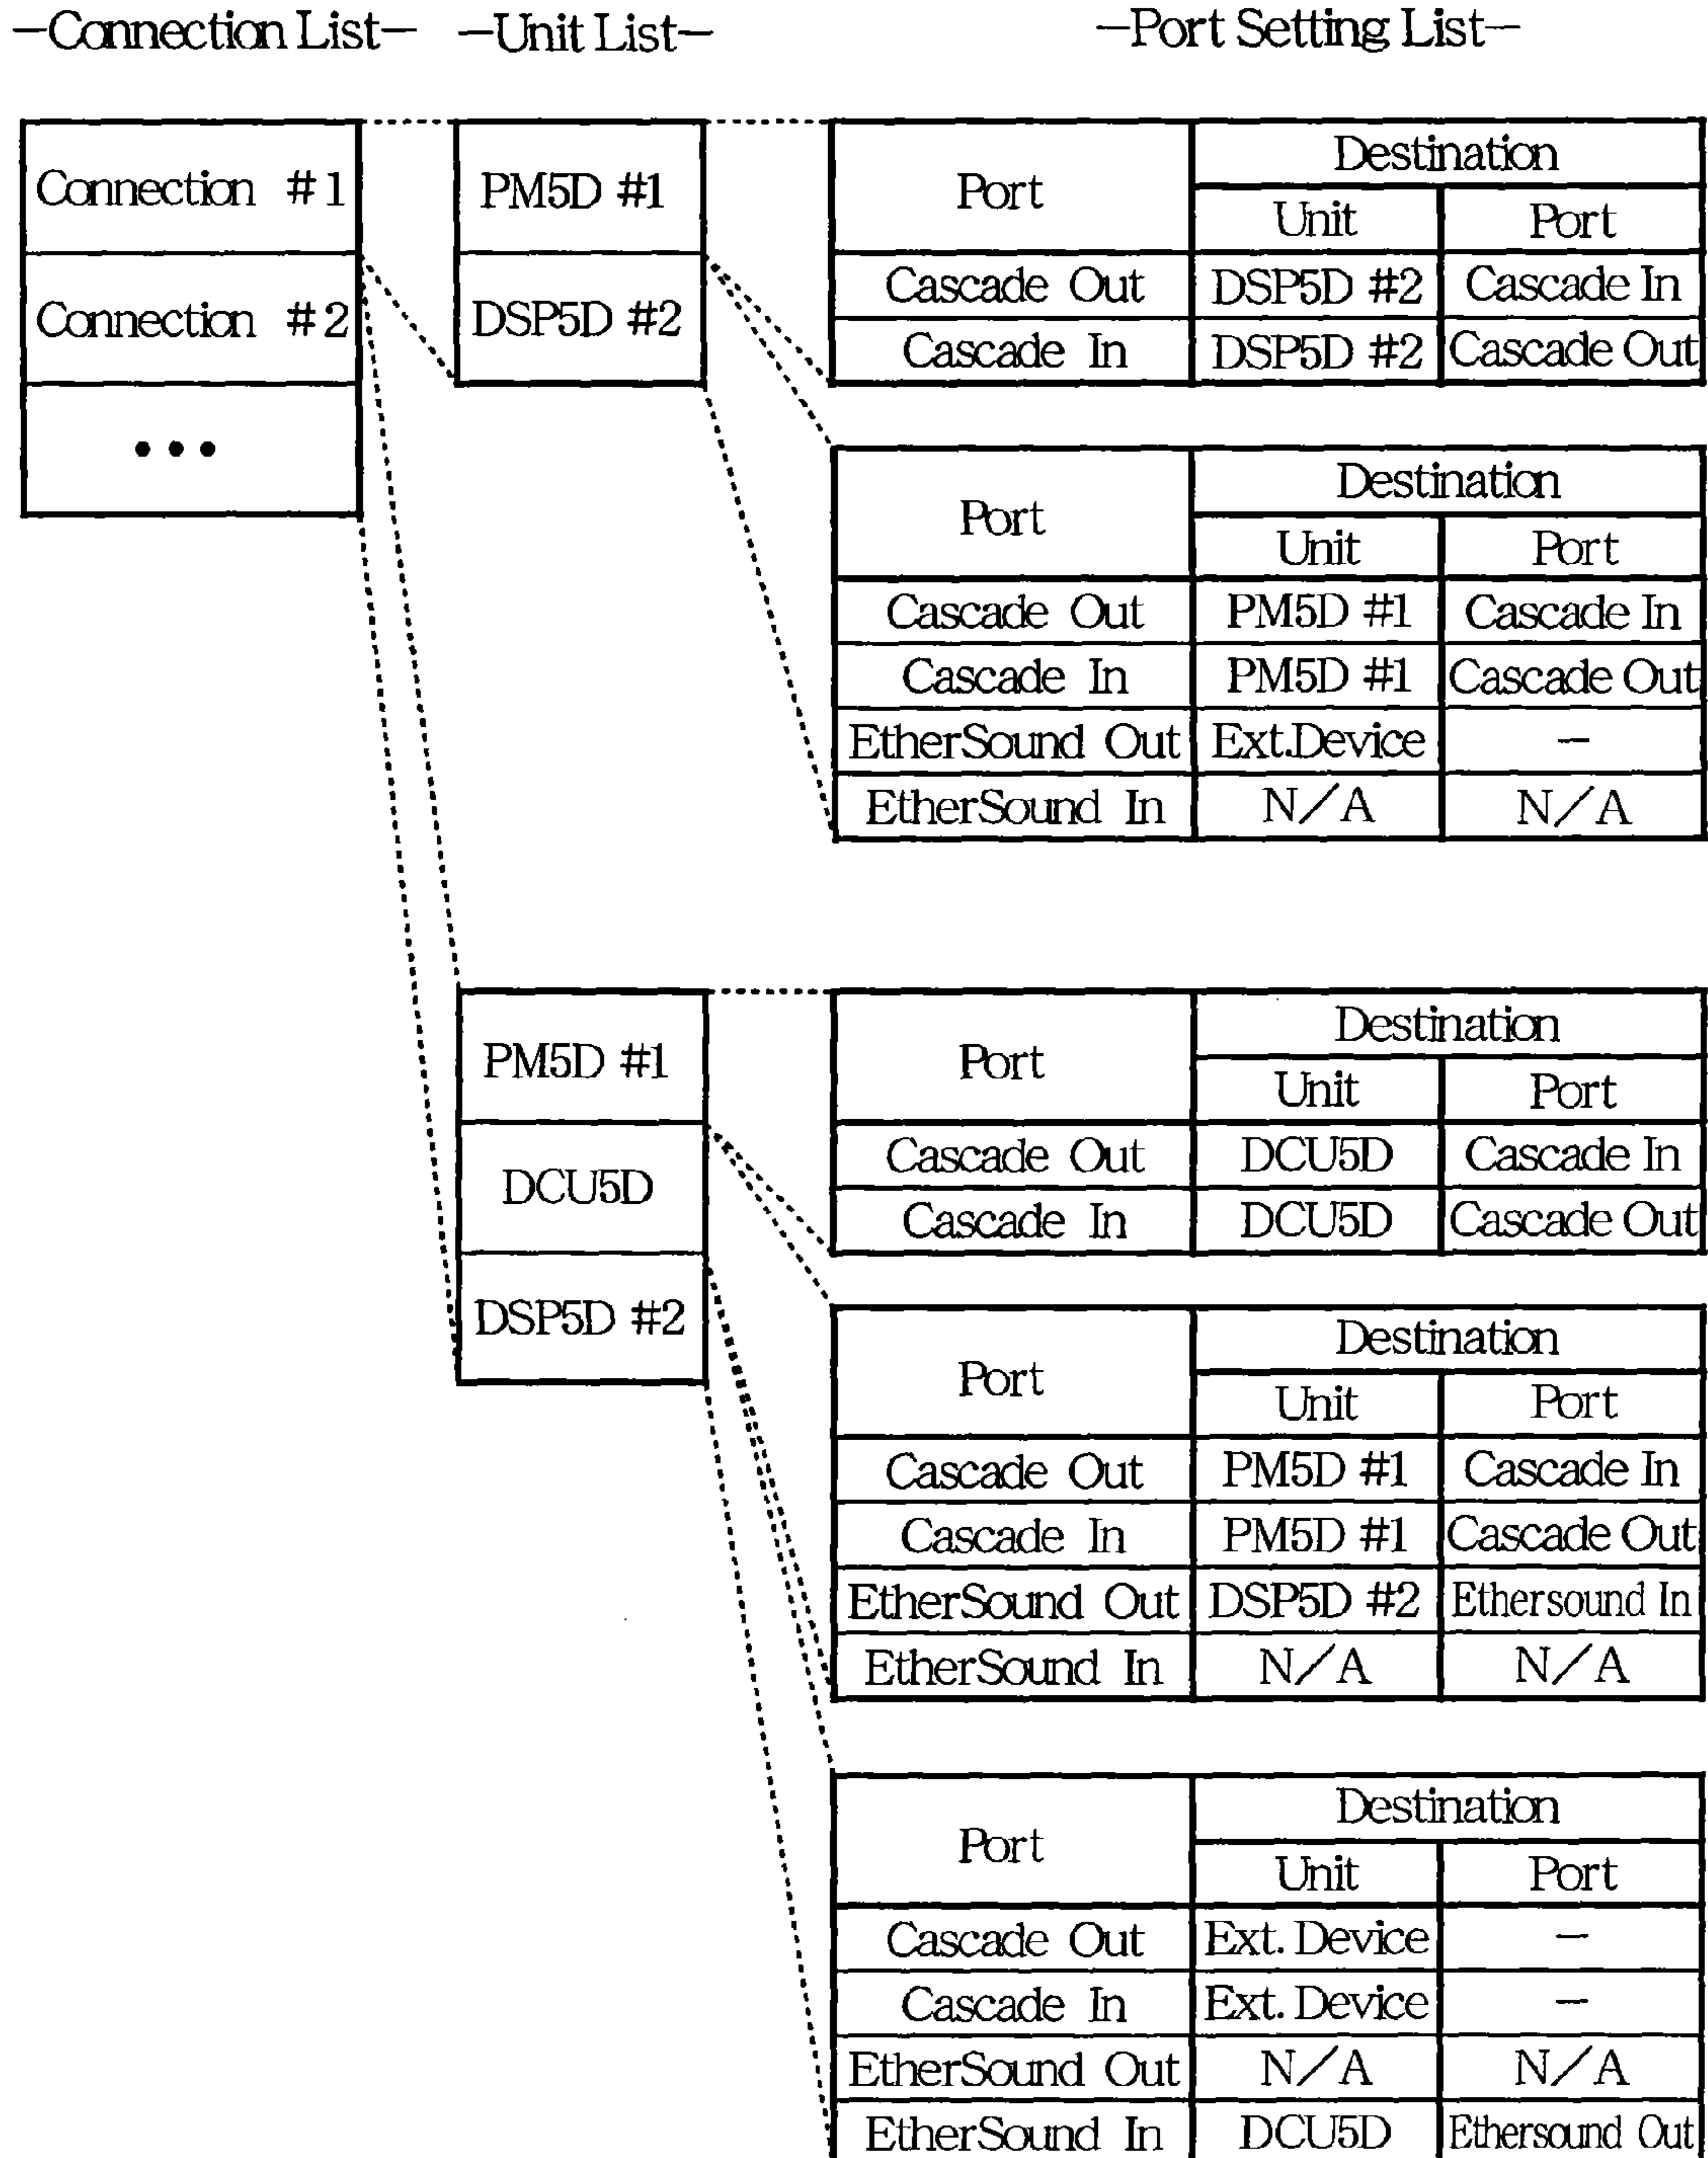 —Connection List— —Unit List— —Port Setting List—
Connection #1
Connection #2
• • •
PM5D #1
DSP5D #2
Port Destination
Unit Port
Cascade Out DSP5D #2 Cascade In
Cascade In DSP5D #2 Cascade Out
Port Destination
Unit Port
Cascade Out PM5D #1 Cascade In
Cascade In PM5D #1 Cascade Out
EtherSound Out Ext.Device —
EtherSound In N/A N/A
PM5D #1
DCU5D
DSP5D #2
Port Destination
Unit Port
Cascade Out DCU5D Cascade In
Cascade In DCU5D Cascade Out
Port Destination
Unit Port
Cascade Out PM5D #1 Cascade In
Cascade In PM5D #1 Cascade Out
EtherSound Out DSP5D #2 Ethersound In
EtherSound In N/A N/A
Port Destination
Unit Port
Cascade Out Ext. Device —
Cascade In Ext. Device —
EtherSound Out N/A N/A
EtherSound In DCU5D Ethersound Out